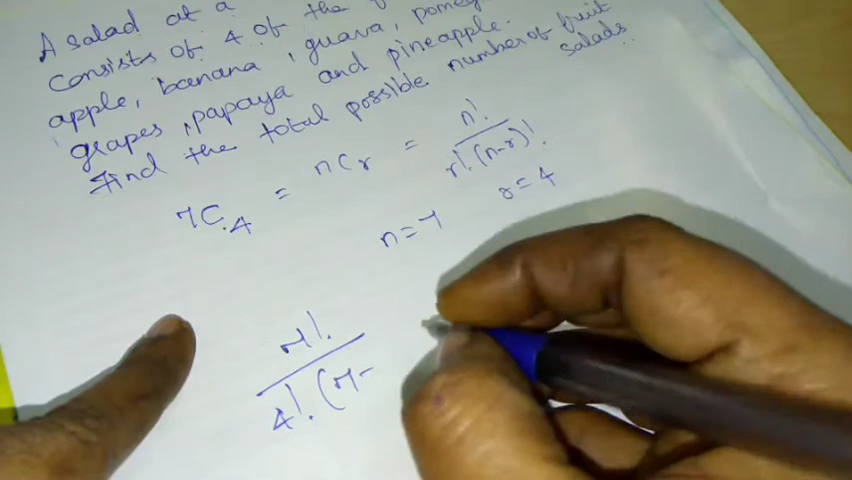 A salad at a
consists of 4 of the
apple, banana, guava,
grapes, papaya and pineapple.
Find the total possible number of fruit
salads.
7C4 = nCr = n! / r!.(n-r)!.
n=7 r=4
7!.
4!.(7-